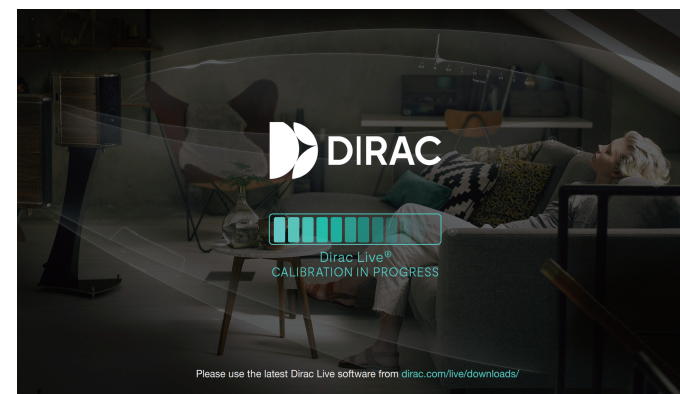 DIRAC
Dirac Live®
CALIBRATION IN PROGRESS
Please use the latest Dirac Live software from dirac.com/live/downloads/